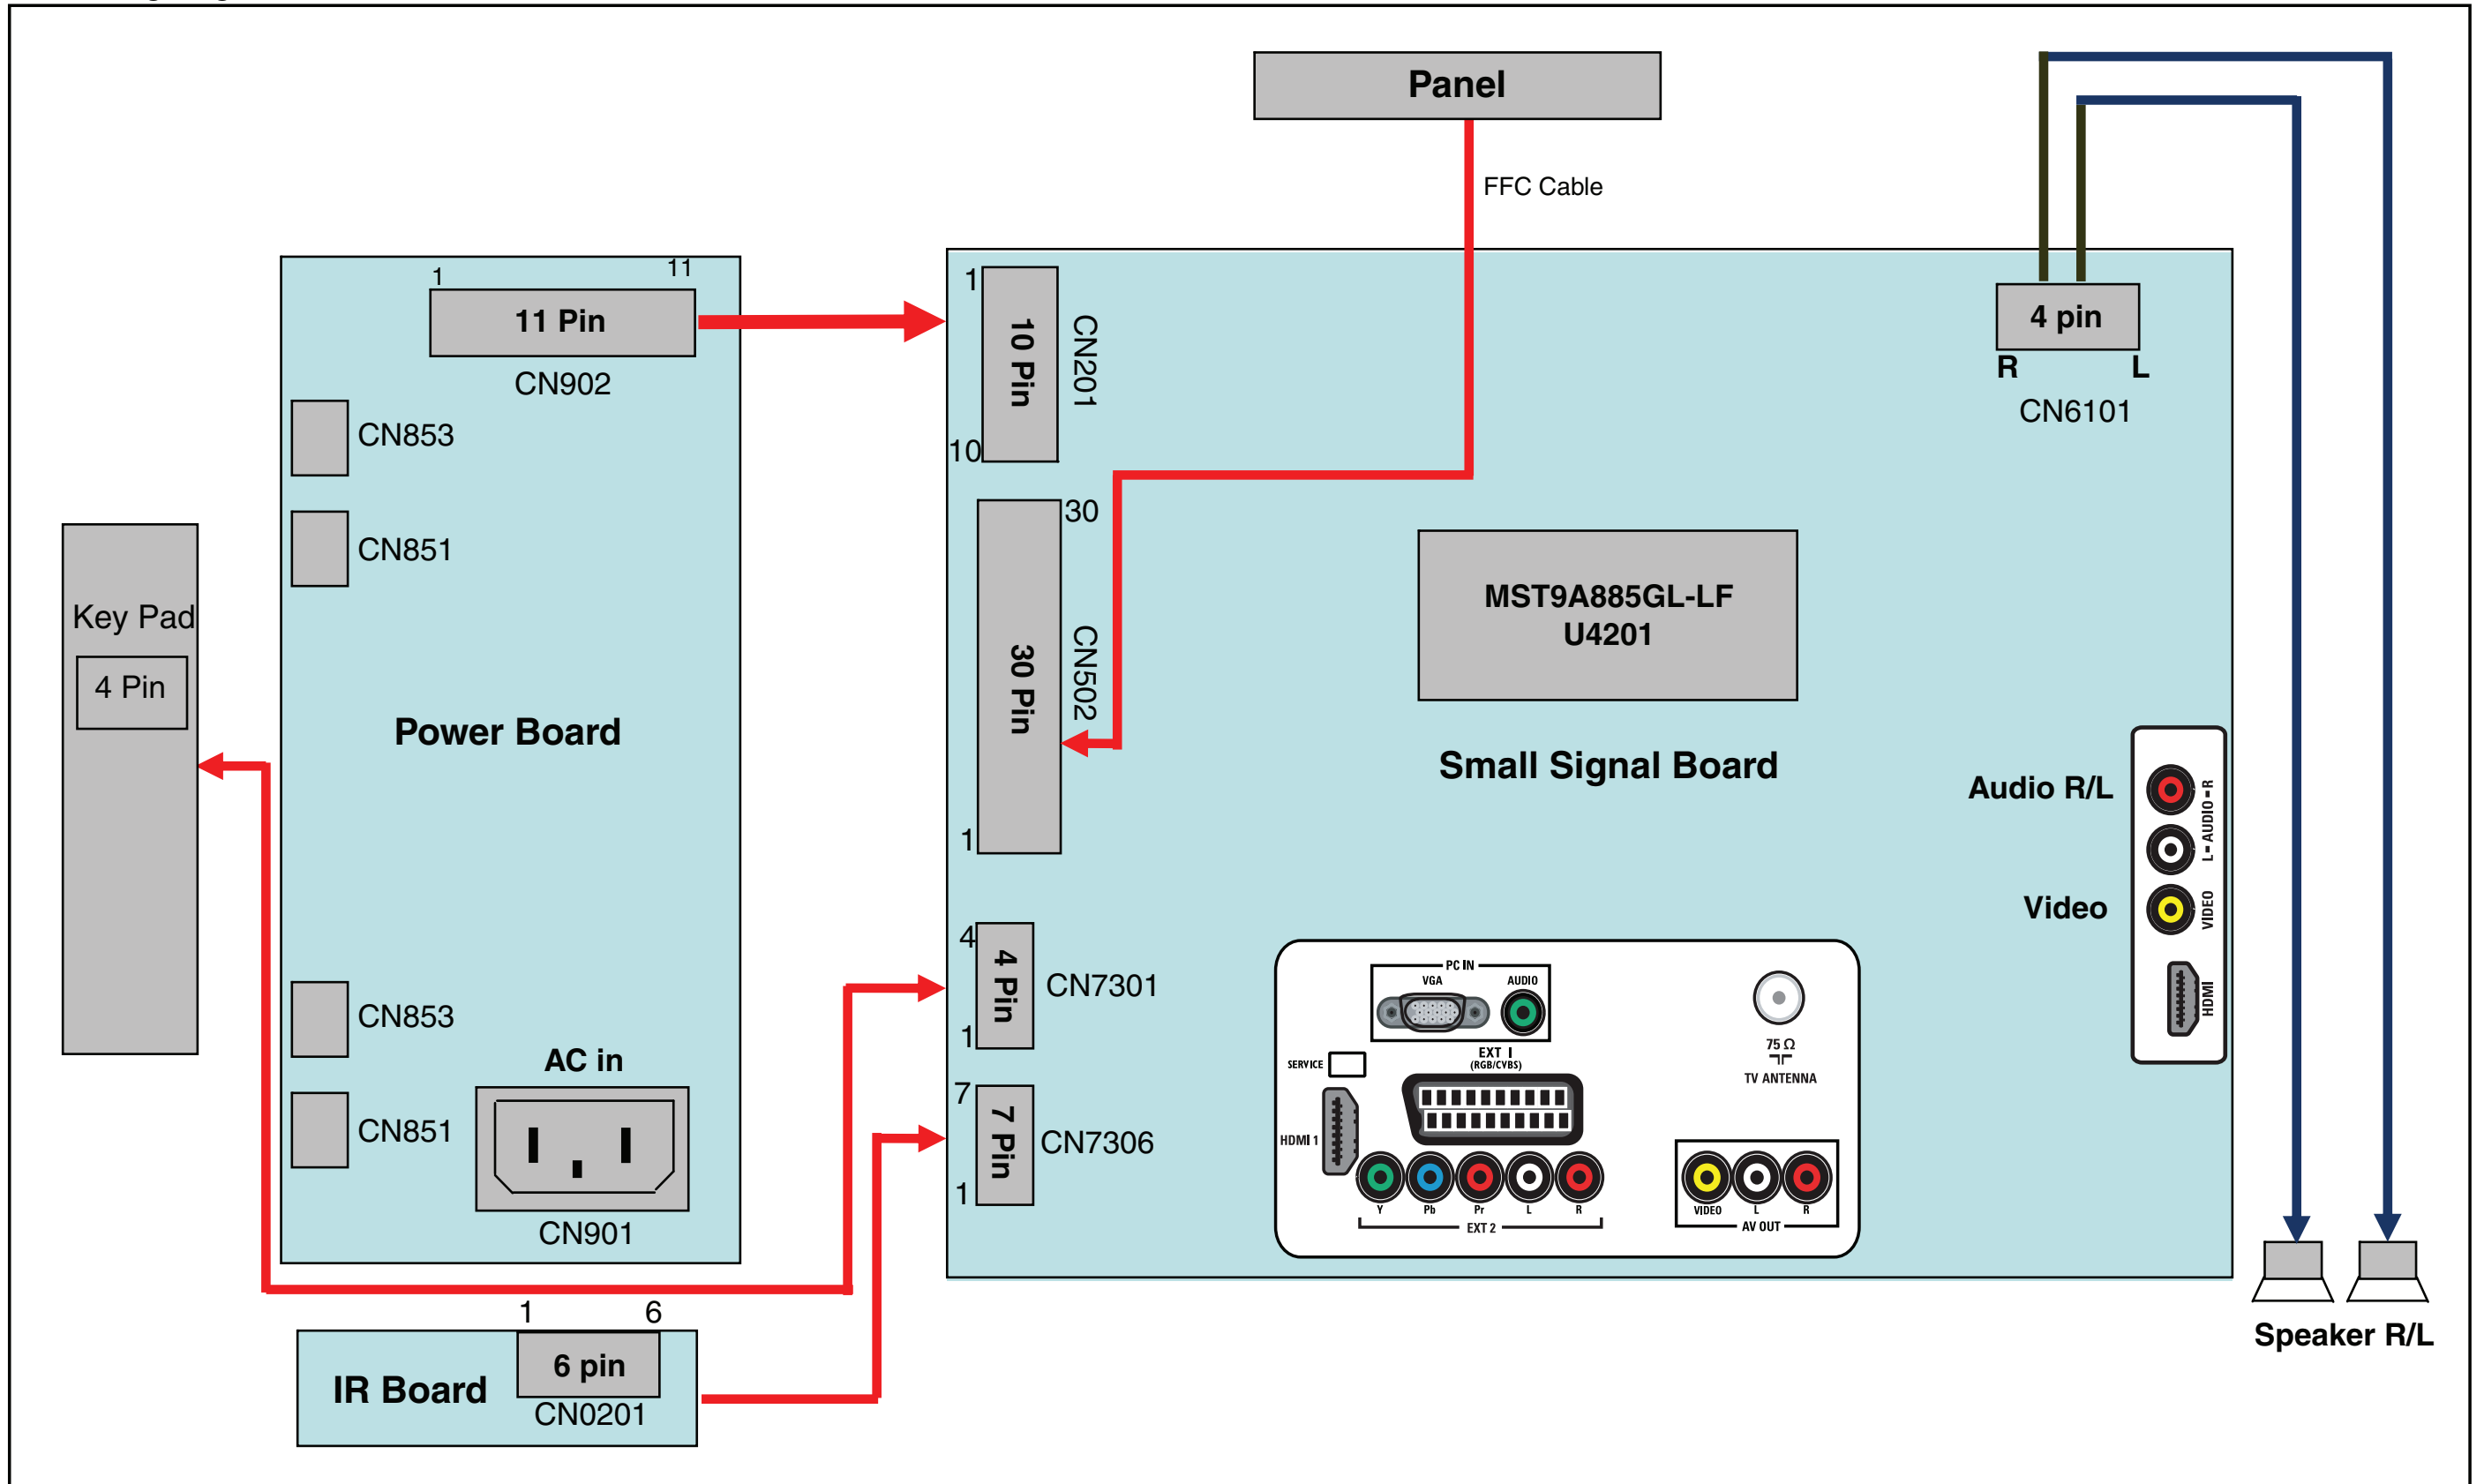 Panel
FFC Cable
1
11
11 Pin
CN902
CN853
CN851
Key Pad
4 Pin
Power Board
CN853
CN851
AC in
CN901
1
10 Pin
CN201
10
30
30 Pin
CN502
1
4
4 Pin
CN7301
1
7
7 Pin
CN7306
1
4 pin
R
L
CN6101
MST9A885GL-LF
U4201
Small Signal Board
Audio R/L
L AUDIO R
Video
VIDEO
HDMI
PC IN
VGA
AUDIO
75 Ω
TV ANTENNA
SERVICE
EXT I
(RGB/CVBS)
HDMI 1
Y
Pb
Pr
L
R
EXT 2
VIDEO
L
R
AV OUT
1
6
6 pin
IR Board
CN0201
Speaker R/L